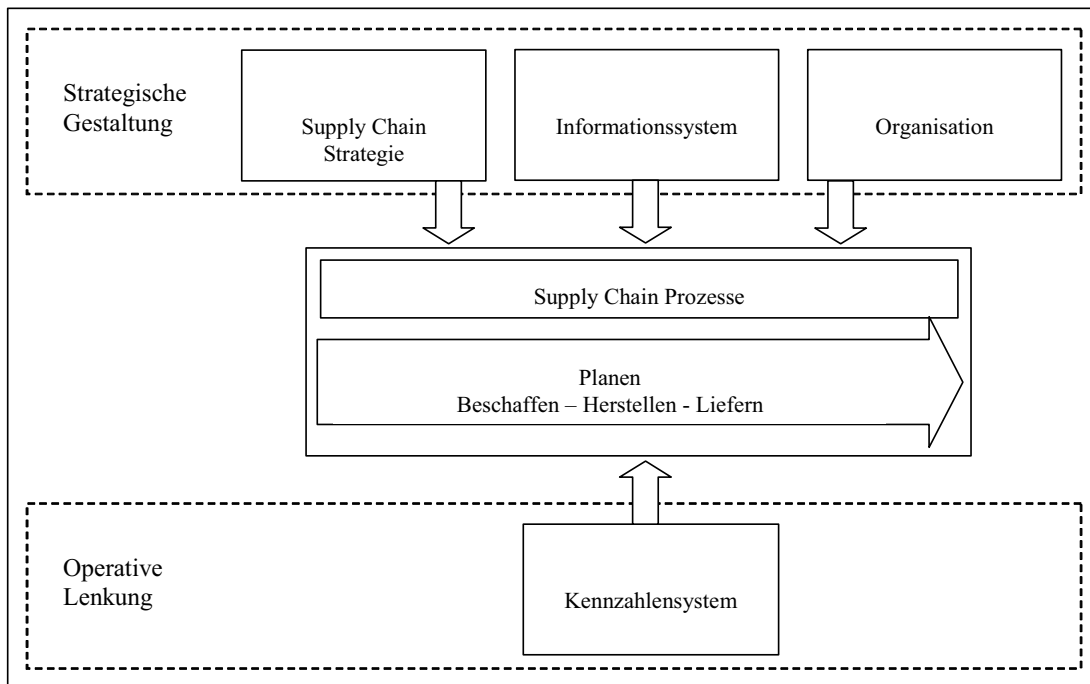 Strategische
Gestaltung
Supply Chain
Strategie
Informationssystem
Organisation
Supply Chain Prozesse
Planen
Beschaffen – Herstellen - Liefern
Operative
Lenkung
Kennzahlensystem